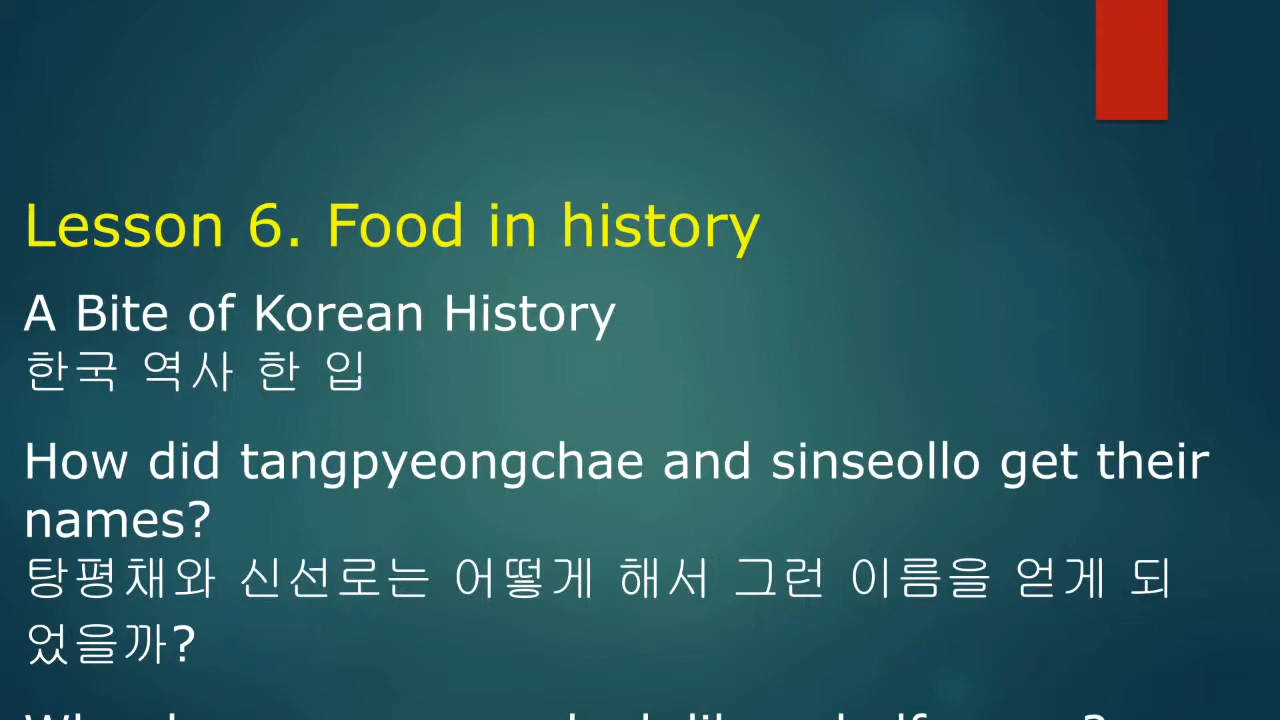 Lesson 6. Food in history
A Bite of Korean History
한국 역사 한 입
How did tangpyeongchae and sinseollo get their
names?
탕평채와 신선로는 어떻게 해서 그런 이름을 얻게 되
었을까?